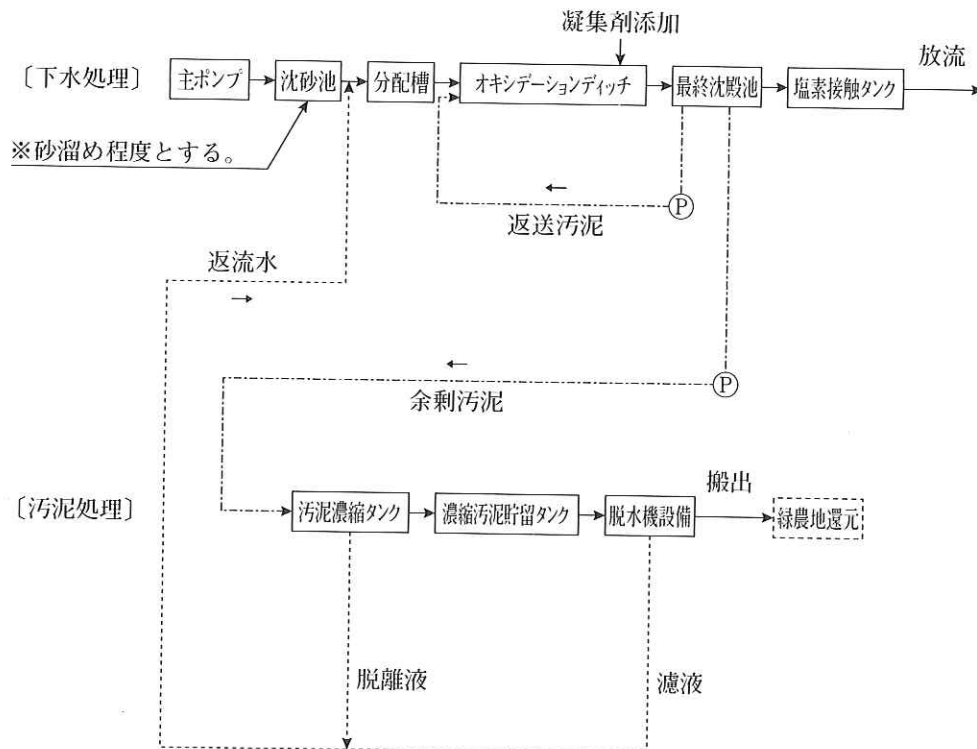 凝集剤添加
〔下水処理〕
主ポンプ
沈砂池
分配槽
オキシデーションディッチ
最終沈殿池
塩素接触タンク
放流
※砂溜め程度とする。
P
返送汚泥
返流水
P
余剰汚泥
〔汚泥処理〕
汚泥濃縮タンク
濃縮汚泥貯留タンク
脱水機設備
搬出
緑農地還元
脱離液
濾液